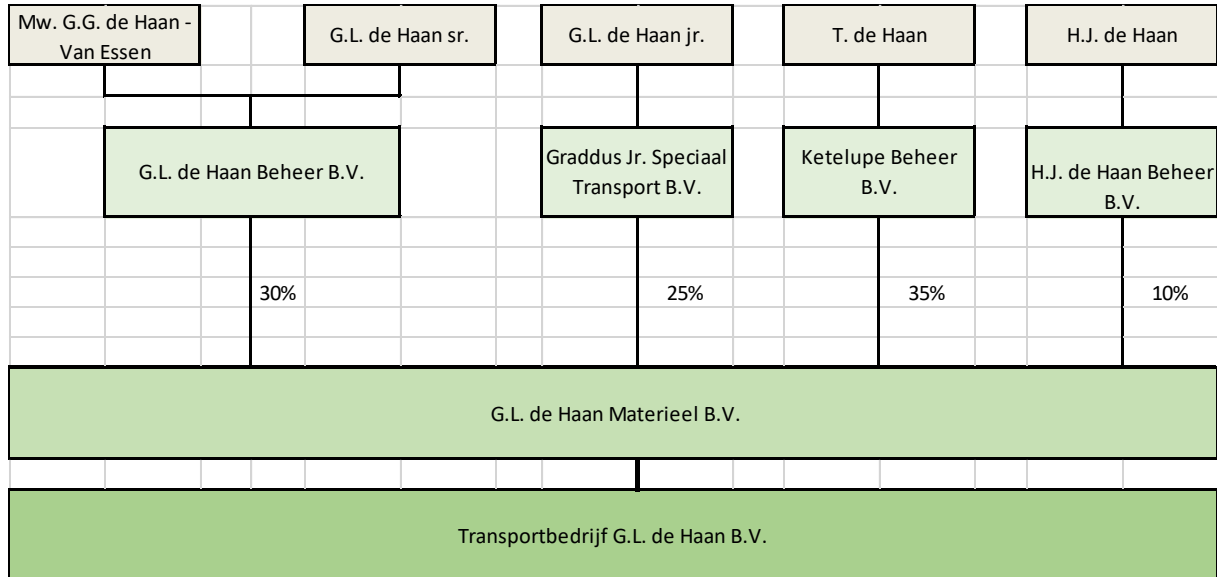 Mw. G.G. de Haan -
Van Essen
G.L. de Haan sr.
G.L. de Haan jr.
T. de Haan
H.J. de Haan
G.L. de Haan Beheer B.V.
Graddus Jr. Speciaal
Transport B.V.
Ketelupe Beheer
B.V.
H.J. de Haan Beheer
B.V.
30%
25%
35%
10%
G.L. de Haan Materieel B.V.
Transportbedrijf G.L. de Haan B.V.